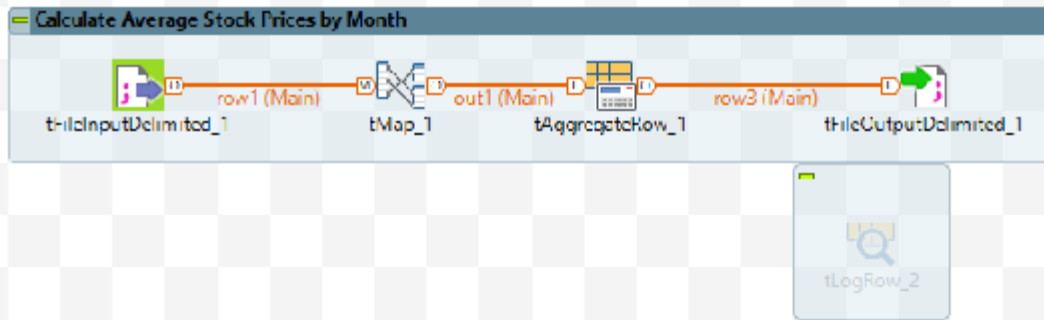 Calculate Average Stock Prices by Month
row1 (Main)
out1 (Main)
row3 (Main)
tFileInputDelimited_1
tMap_1
tAggregateRow_1
tFileOutputDelimited_1
tLogRow_2